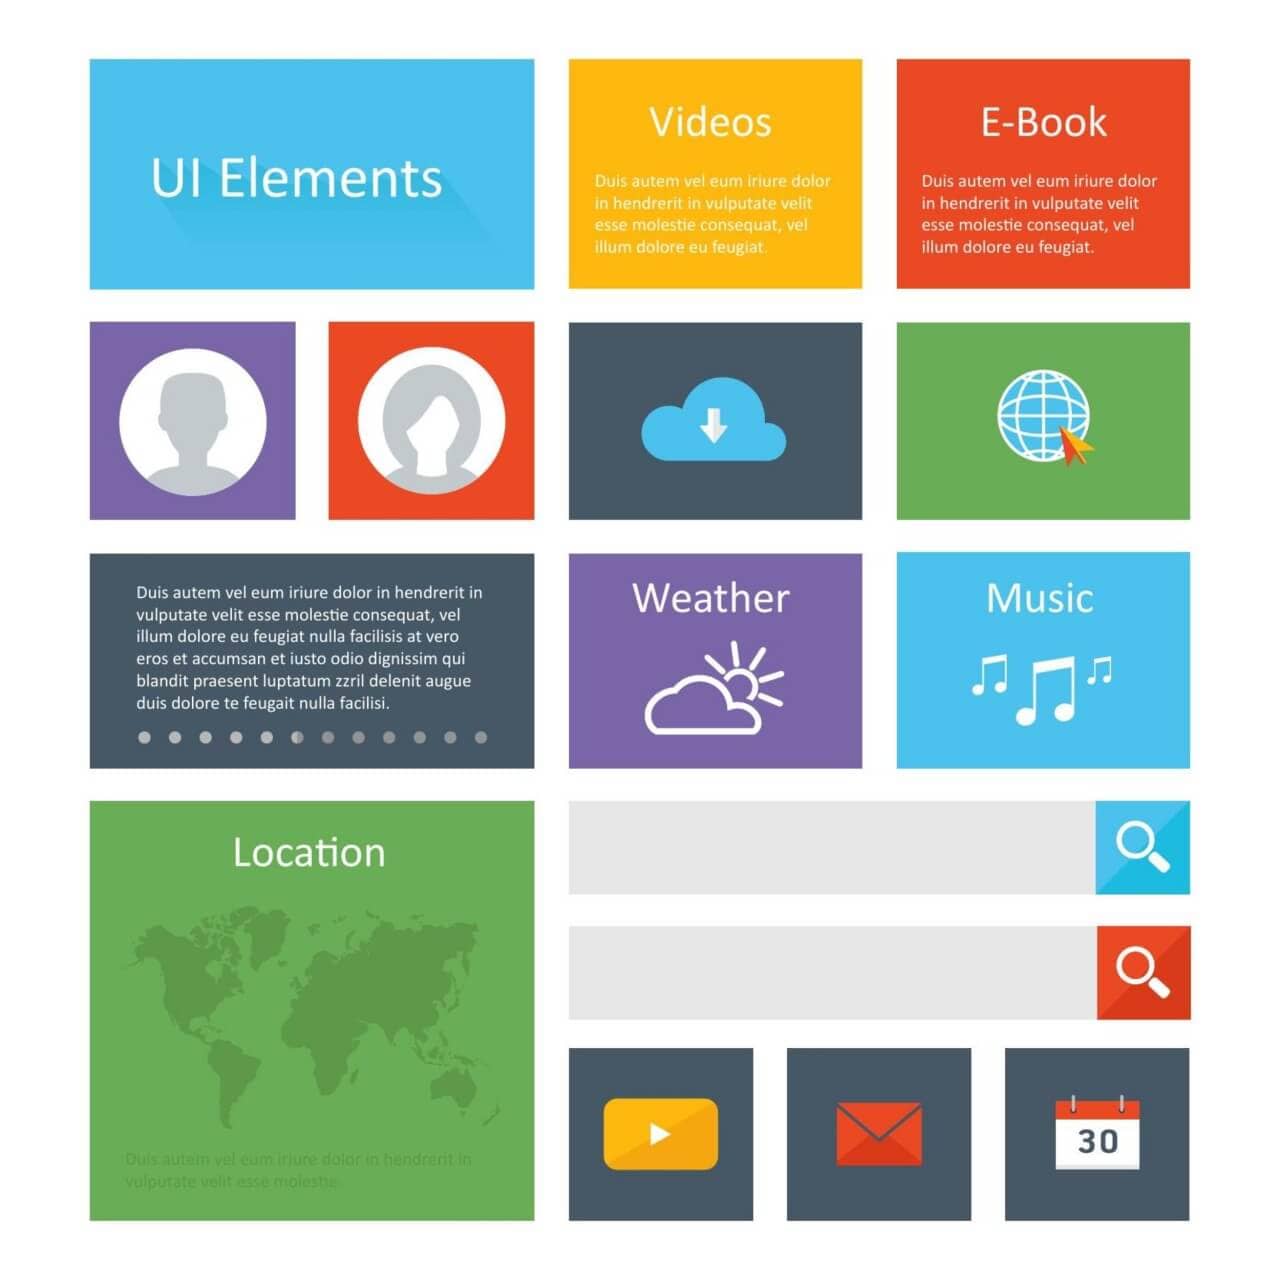 UI Elements
Videos
Duis autem vel eum iriure dolor
in hendrerit in vulputate velit
esse molestie consequat, vel
illum dolore eu feugiat.
E-Book
Duis autem vel eum iriure dolor
in hendrerit in vulputate velit
esse molestie consequat, vel
illum dolore eu feugiat.
Duis autem vel eum iriure dolor in hendrerit in
vulputate velit esse molestie consequat, vel
illum dolore eu feugiat nulla facilisis at vero
eros et accumsan et iusto odio dignissim qui
blandit praesent luptatum zzril delenit augue
duis dolore te feugait nulla facilisi.
Weather
Music
Location
Duis autem vel eum iriure dolor in hendrerit in
vulputate velit esse molestie.
30